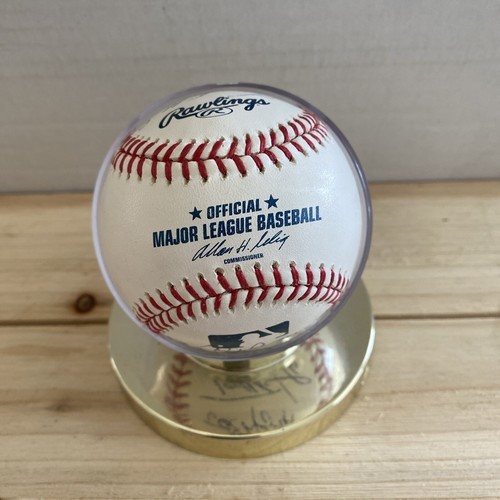 Rawlings
R
★ OFFICIAL ★
MAJOR LEAGUE BASEBALL
Allan H. Selig
COMMISSIONER